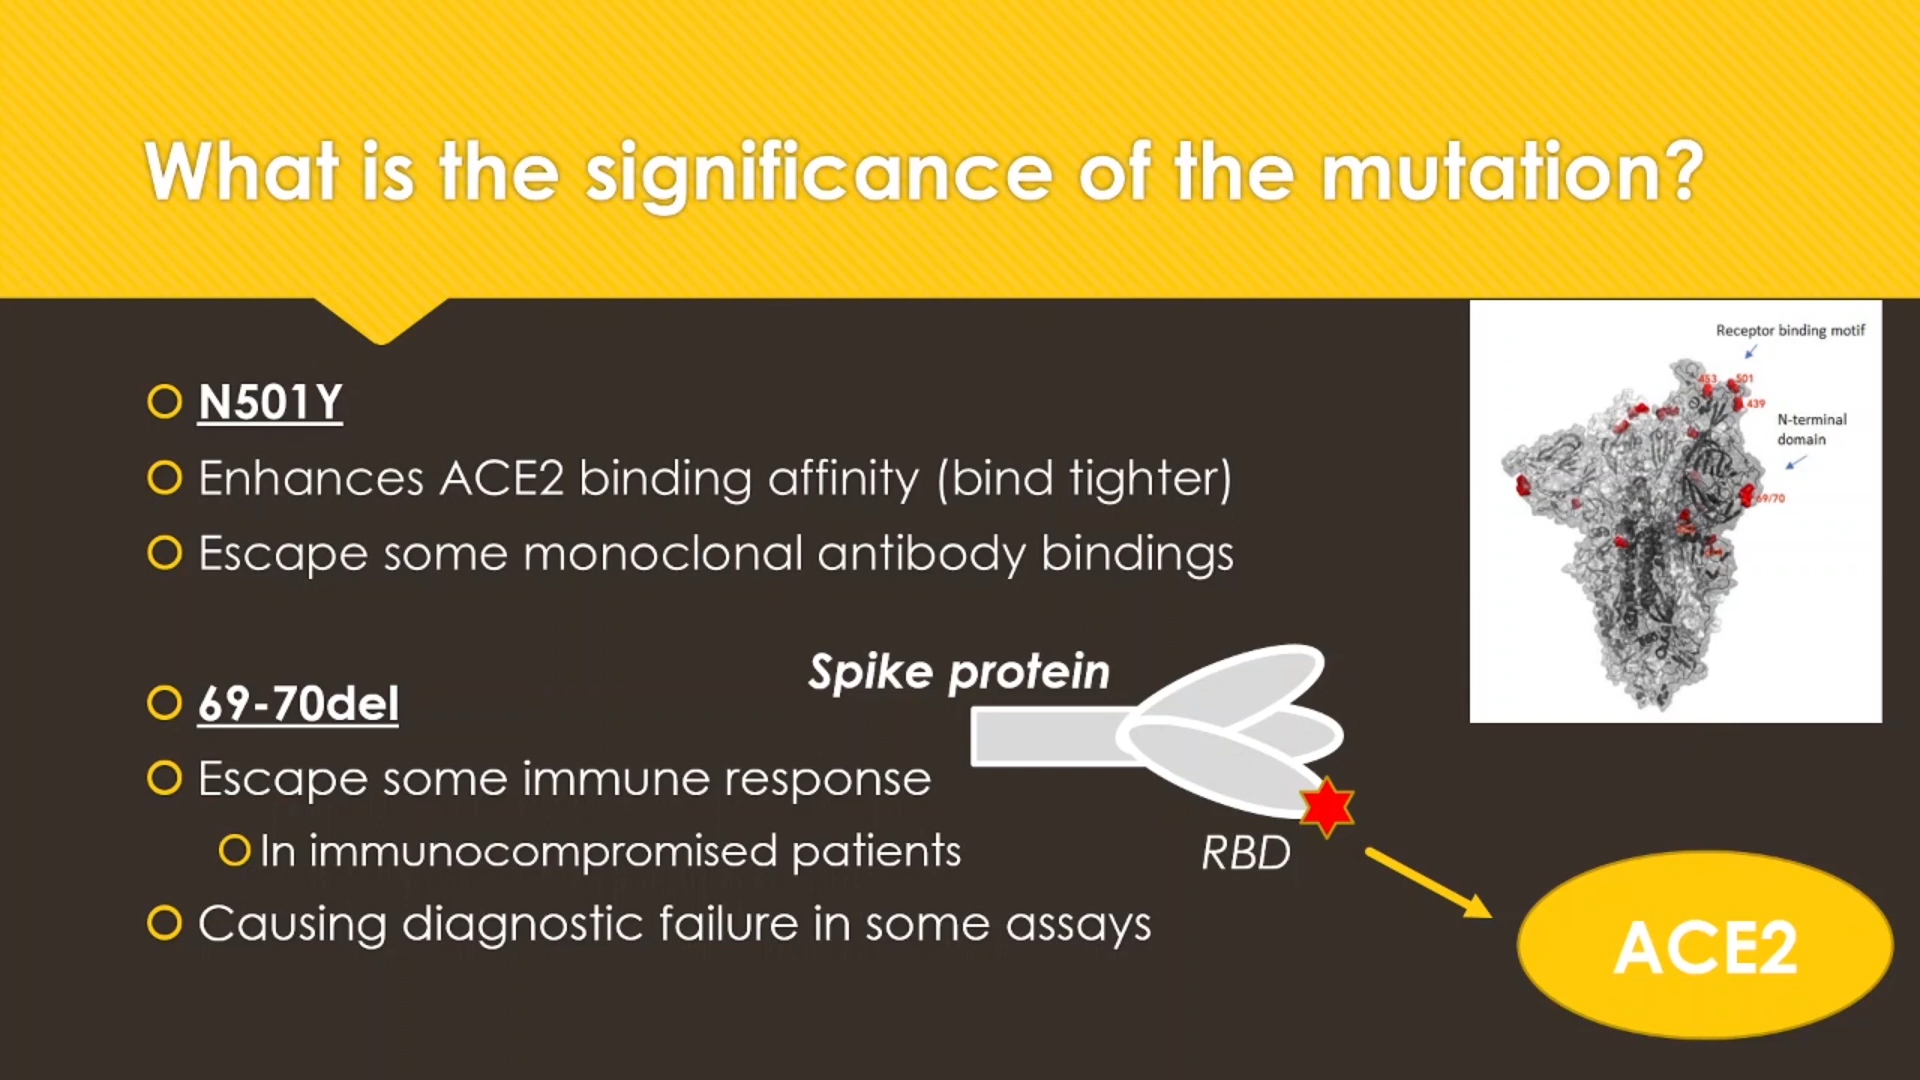 What is the significance of the mutation?
N501Y
Enhances ACE2 binding affinity (bind tighter)
Escape some monoclonal antibody bindings
69-70del
Escape some immune response
In immunocompromised patients
Causing diagnostic failure in some assays
Spike protein
RBD
ACE2
Receptor binding motif
453
501
439
N-terminal
domain
69/70